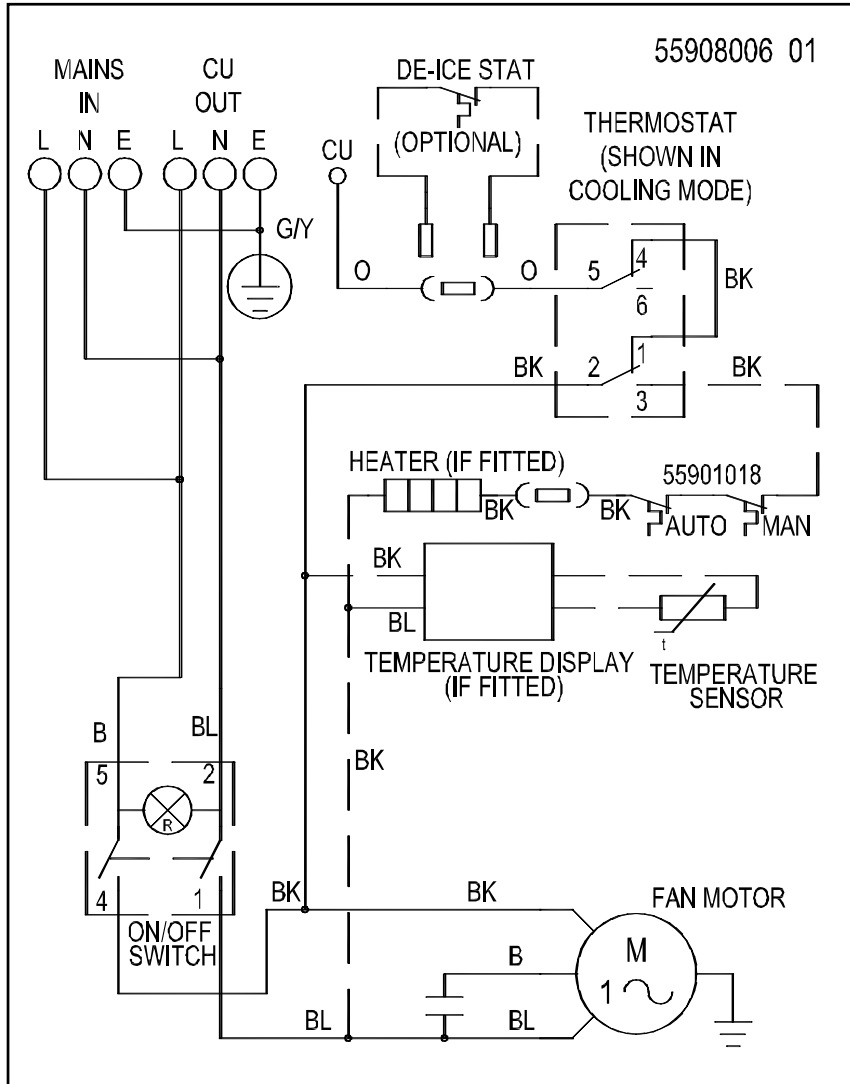 55908006 01
MAINS
IN
CU
OUT
L N E L N E
G/Y
DE-ICE STAT
(OPTIONAL)
CU
THERMOSTAT
(SHOWN IN
COOLING MODE)
O
O
5
4
6
BK
BK
2
1
3
BK
HEATER (IF FITTED)
BK
BK
55901018
AUTO
MAN
BK
BL
TEMPERATURE DISPLAY
(IF FITTED)
t
TEMPERATURE
SENSOR
B
BL
5
2
R
4
1
ON/OFF
SWITCH
BK
BK
BK
FAN MOTOR
B
M
1
BL
BL